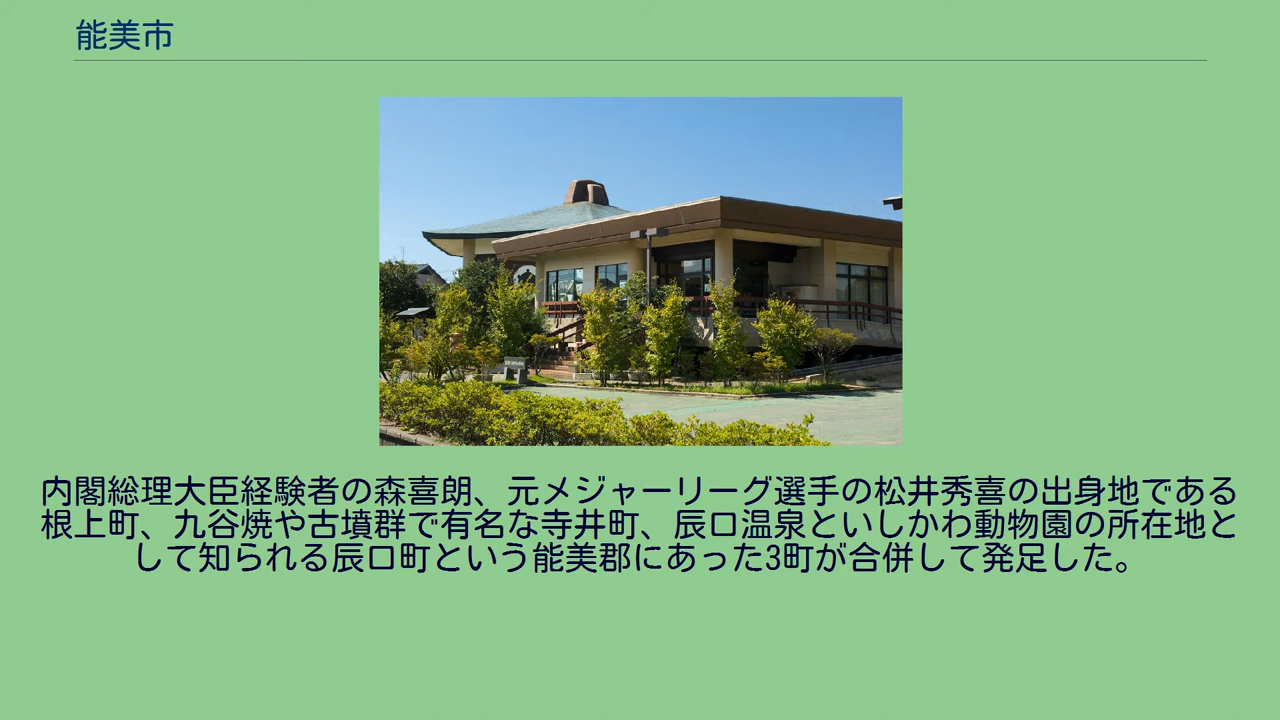 能美市
内閣総理大臣経験者の森喜朗、元メジャーリーグ選手の松井秀喜の出身地である
根上町、九谷焼や古墳群で有名な寺井町、辰口温泉といしかわ動物園の所在地と
して知られる辰口町という能美郡にあった3町が合併して発足した。